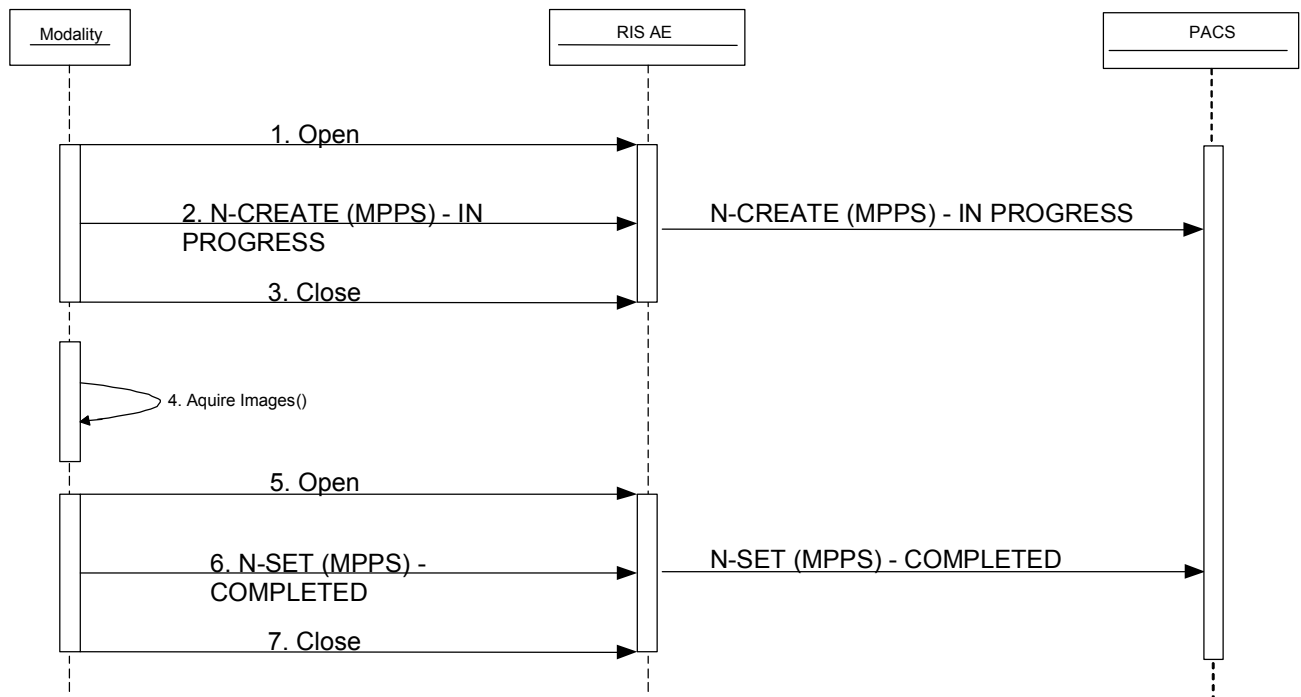 Modality
RIS AE
PACS
1. Open
2. N-CREATE (MPPS) - IN
PROGRESS
N-CREATE (MPPS) - IN PROGRESS
3. Close
4. Aquire Images()
5. Open
6. N-SET (MPPS) -
COMPLETED
N-SET (MPPS) - COMPLETED
7. Close